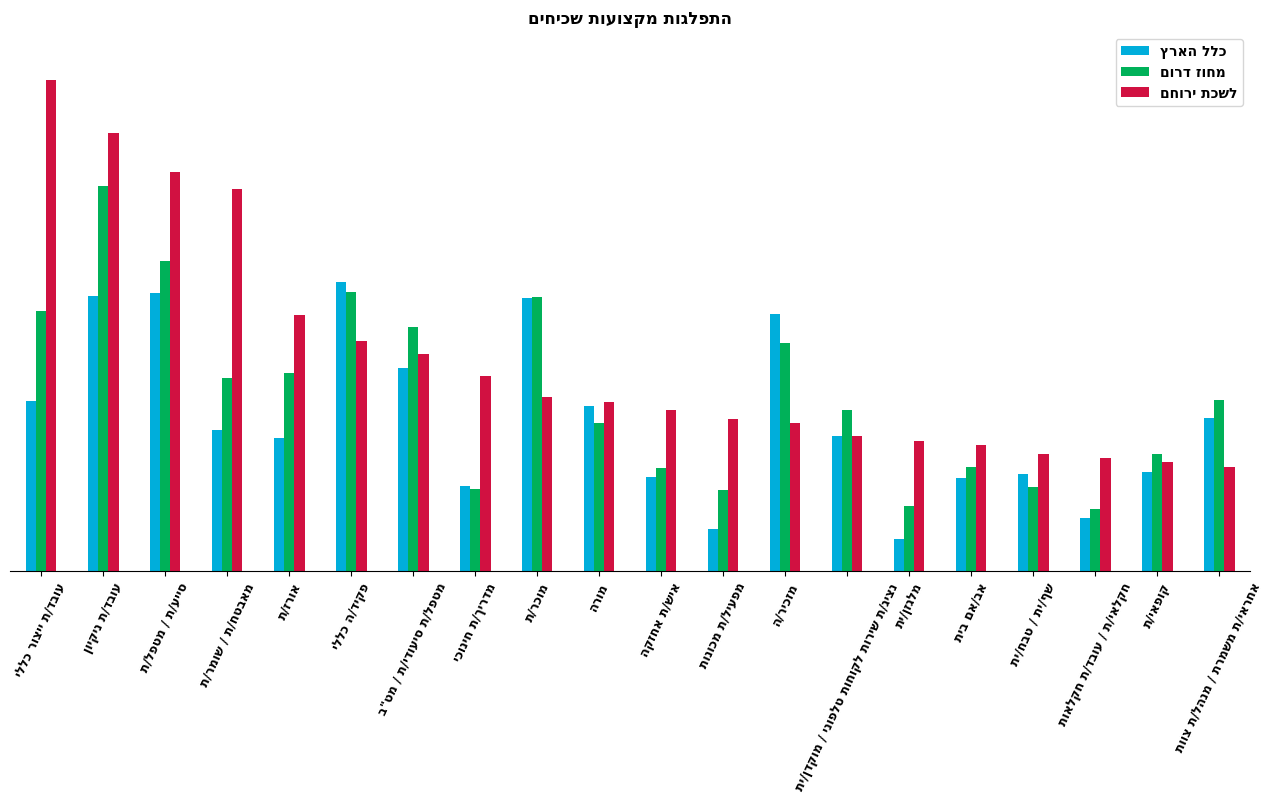 התפלגות מקצועות שכיחים
כלל הארץ
מחוז דרום
לשכת ירוחם
עובד/ת ייצור כללי
עובד/ת ניקיון
סייע/ת / מטפל/ת
מאבטח/ת / שומר/ת
אורז/ת
פקיד/ה כללי
מטפל/ת סיעודי/ת / מט"ב
מדריך/ת חינוכי
מוכר/ת
מורה
איש/ת אחזקה
מפעיל/ת מכונות
מזכיר/ה
נציג/ת שירות לקוחות טלפוני / מוקדן/ית
מלגזן/ית
אב/אם בית
שף/ית / טבח/ית
חקלאי/ת / עובד/ת חקלאות
קופאי/ת
אחראי/ת משמרת / מנהל/ת צוות